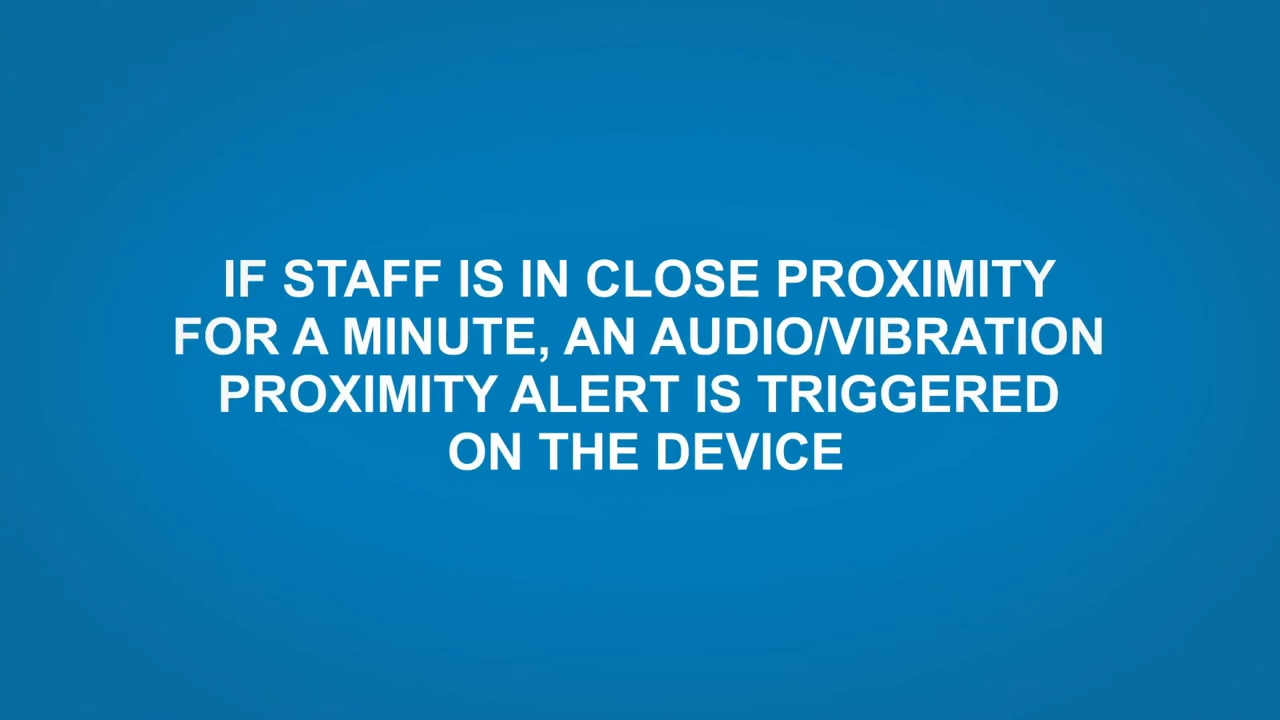 IF STAFF IS IN CLOSE PROXIMITY
FOR A MINUTE, AN AUDIO/VIBRATION
PROXIMITY ALERT IS TRIGGERED
ON THE DEVICE